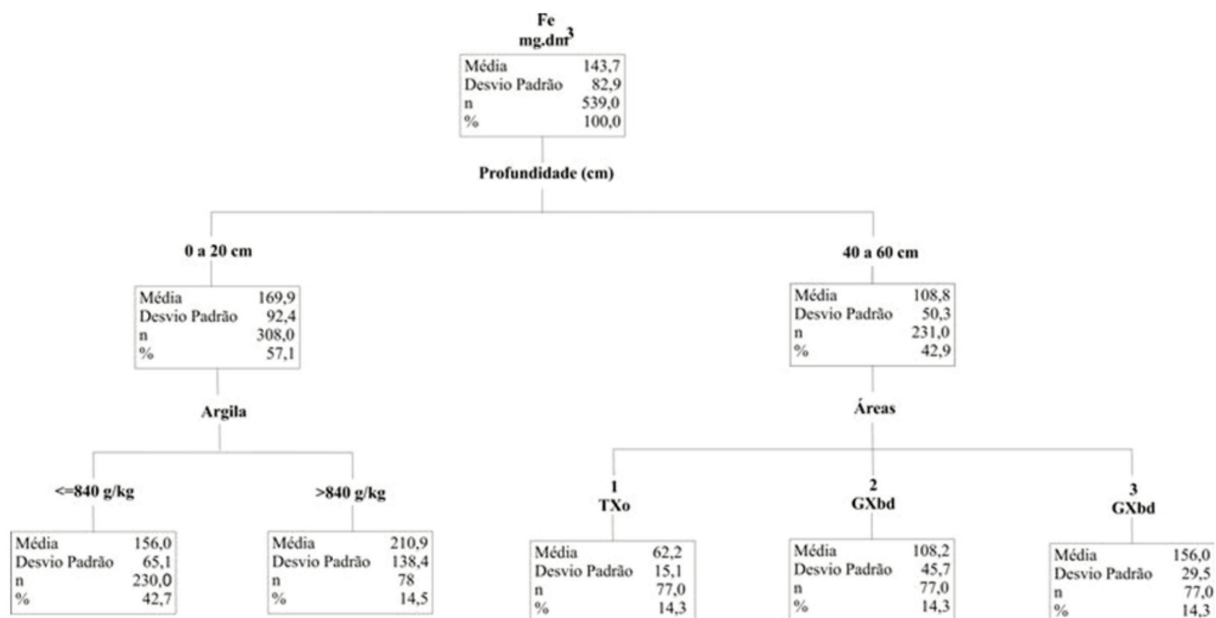 Fe
mg.dm3
Média 143,7
Desvio Padrão 82,9
n 539,0
% 100,0
Profundidade (cm)
0 a 20 cm
40 a 60 cm
Média 169,9
Desvio Padrão 92,4
n 308,0
% 57,1
Média 108,8
Desvio Padrão 50,3
n 231,0
% 42,9
Argila
Áreas
<=840 g/kg
>840 g/kg
1
TXo
2
GXbd
3
GXbd
Média 156,0
Desvio Padrão 65,1
n 230,0
% 42,7
Média 210,9
Desvio Padrão 138,4
n 78
% 14,5
Média 62,2
Desvio Padrão 15,1
n 77,0
% 14,3
Média 108,2
Desvio Padrão 45,7
n 77,0
% 14,3
Média 156,0
Desvio Padrão 29,5
n 77,0
% 14,3